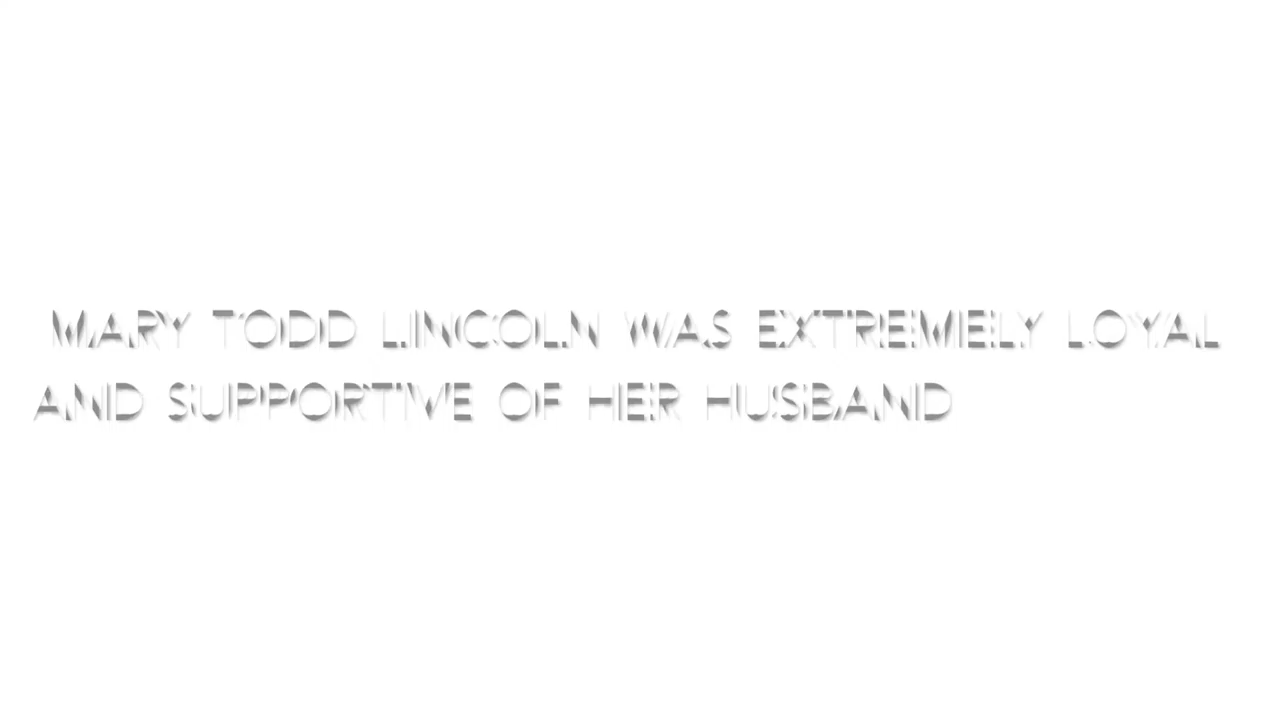 MARY TODD LINCOLN WAS EXTREMELY LOYAL
AND SUPPORTIVE OF HER HUSBAND